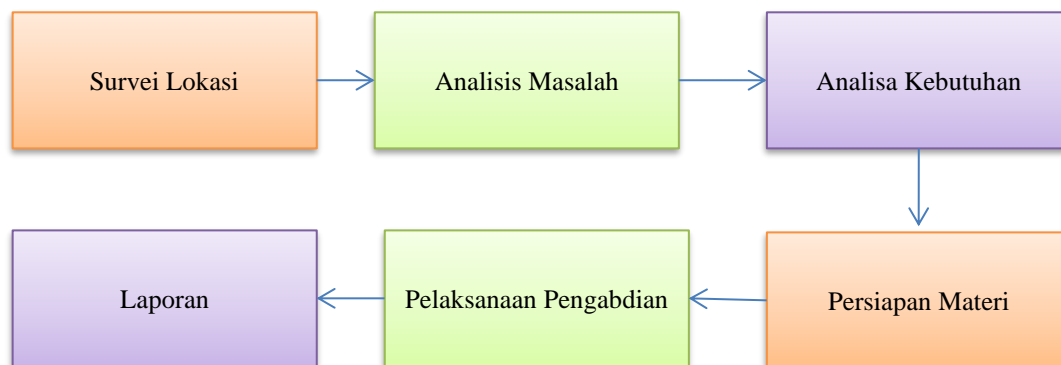 Survei Lokasi
Analisis Masalah
Analisa Kebutuhan
Persiapan Materi
Pelaksanaan Pengabdian
Laporan